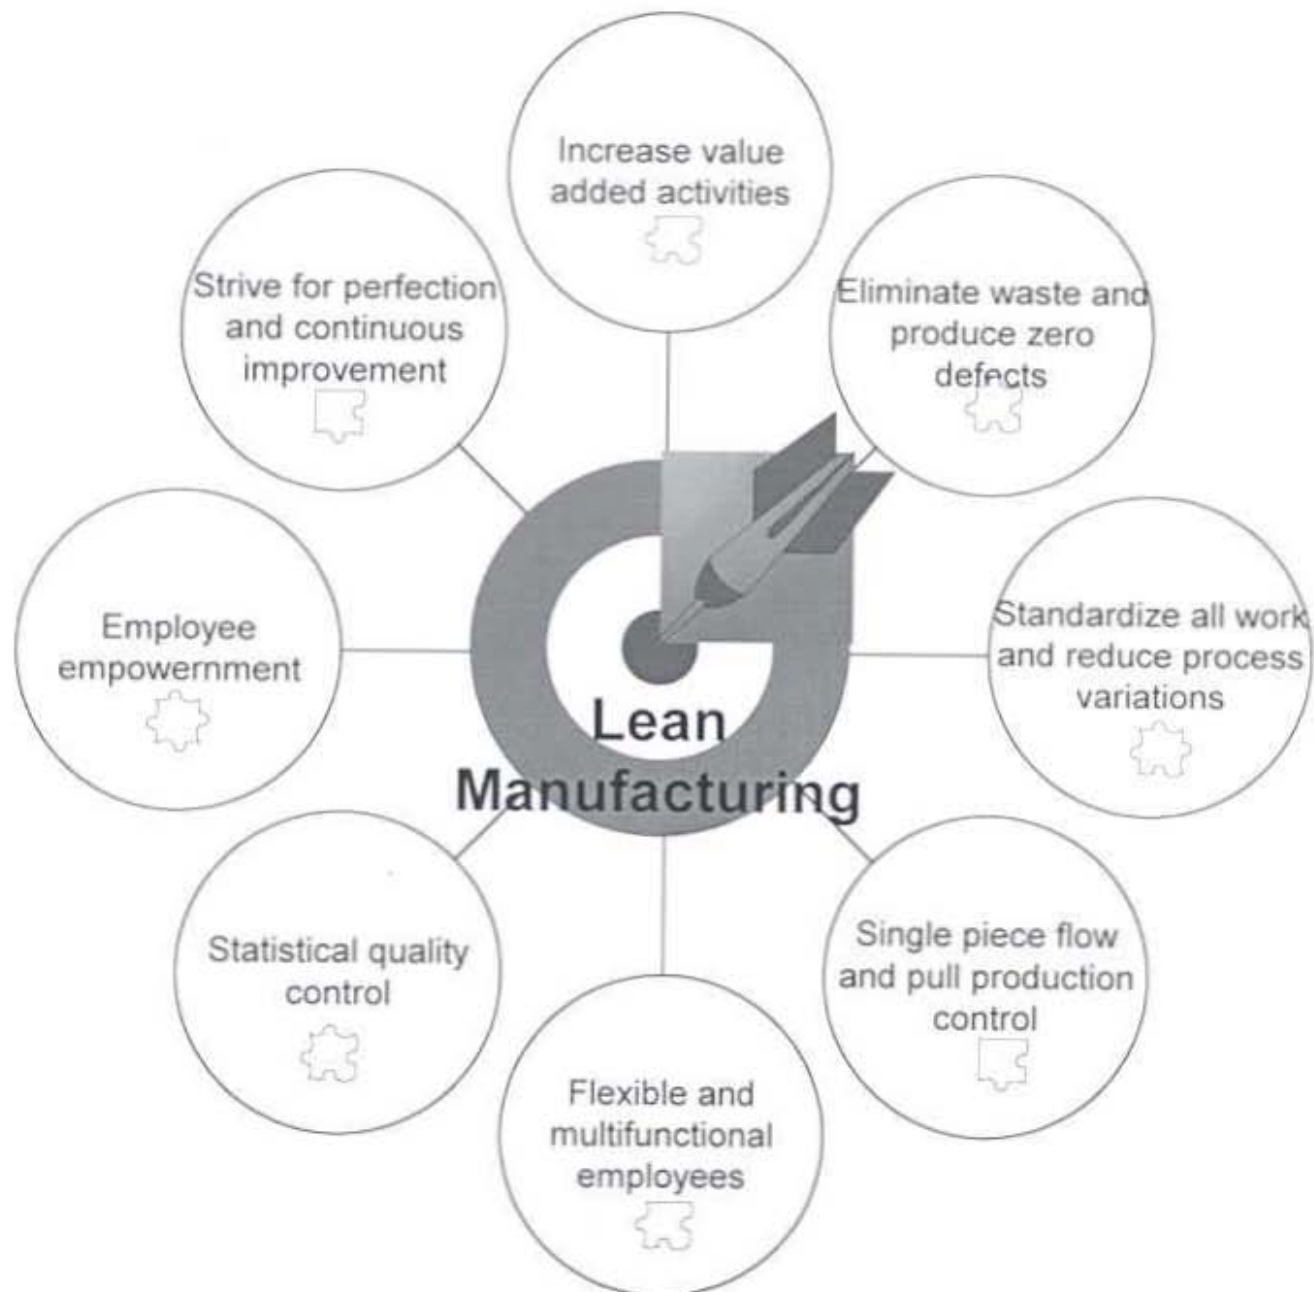 Increase value
added activities
Eliminate waste and
produce zero
defects
Standardize all work
and reduce process
variations
Single piece flow
and pull production
control
Flexible and
multifunctional
employees
Statistical quality
control
Employee
empowernment
Strive for perfection
and continuous
improvement
Lean
Manufacturing